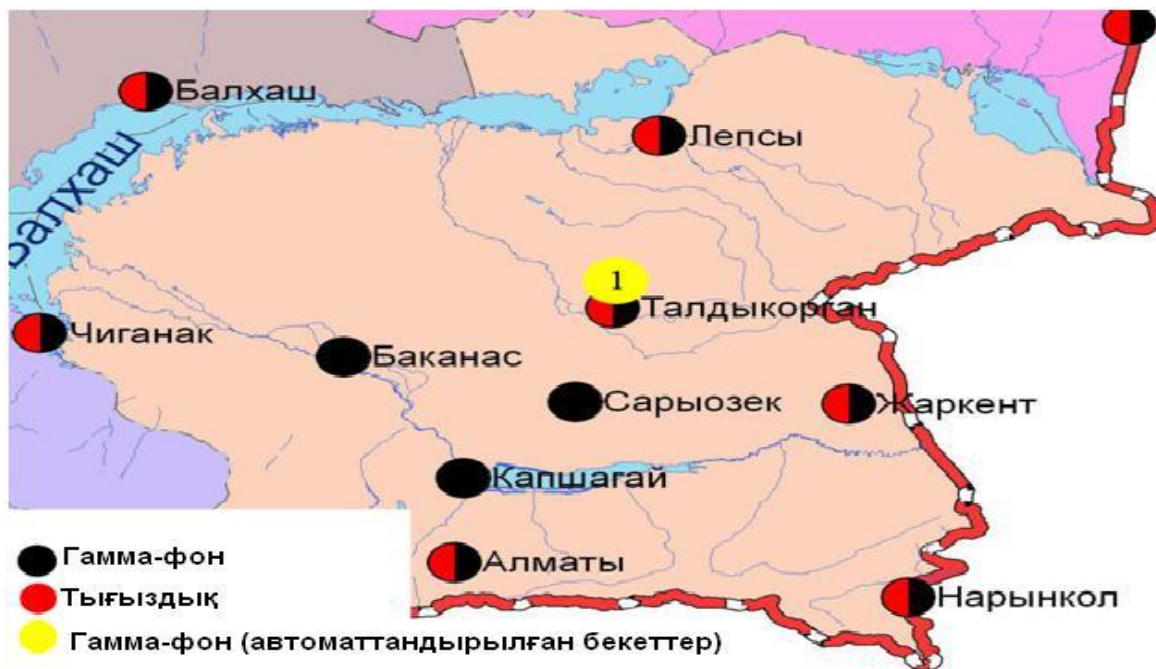 Балхаш
Балхаш
Лепсы
1
Талдыкорган
Чиганак
Баканас
Сарыозек
Жаркент
Капшагай
Алматы
Нарынкол
Гамма-фон
Тығыздық
Гамма-фон (автоматтандырылған бекеттер)